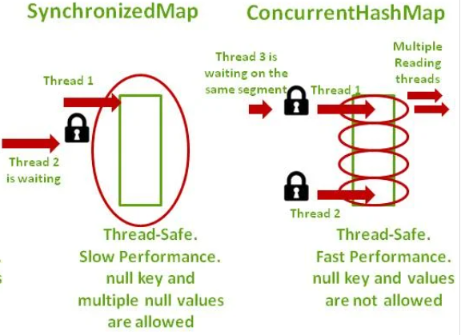 SynchronizedMap
Thread 1
Thread 2
is waiting
Thread-Safe.
Slow Performance.
null key and
multiple null values
are allowed
ConcurrentHashMap
Thread 3 is
waiting on the
same segment
Thread 1
Multiple
Reading
threads
Thread 2
Thread-Safe.
Fast Performance.
null key and values
are not allowed